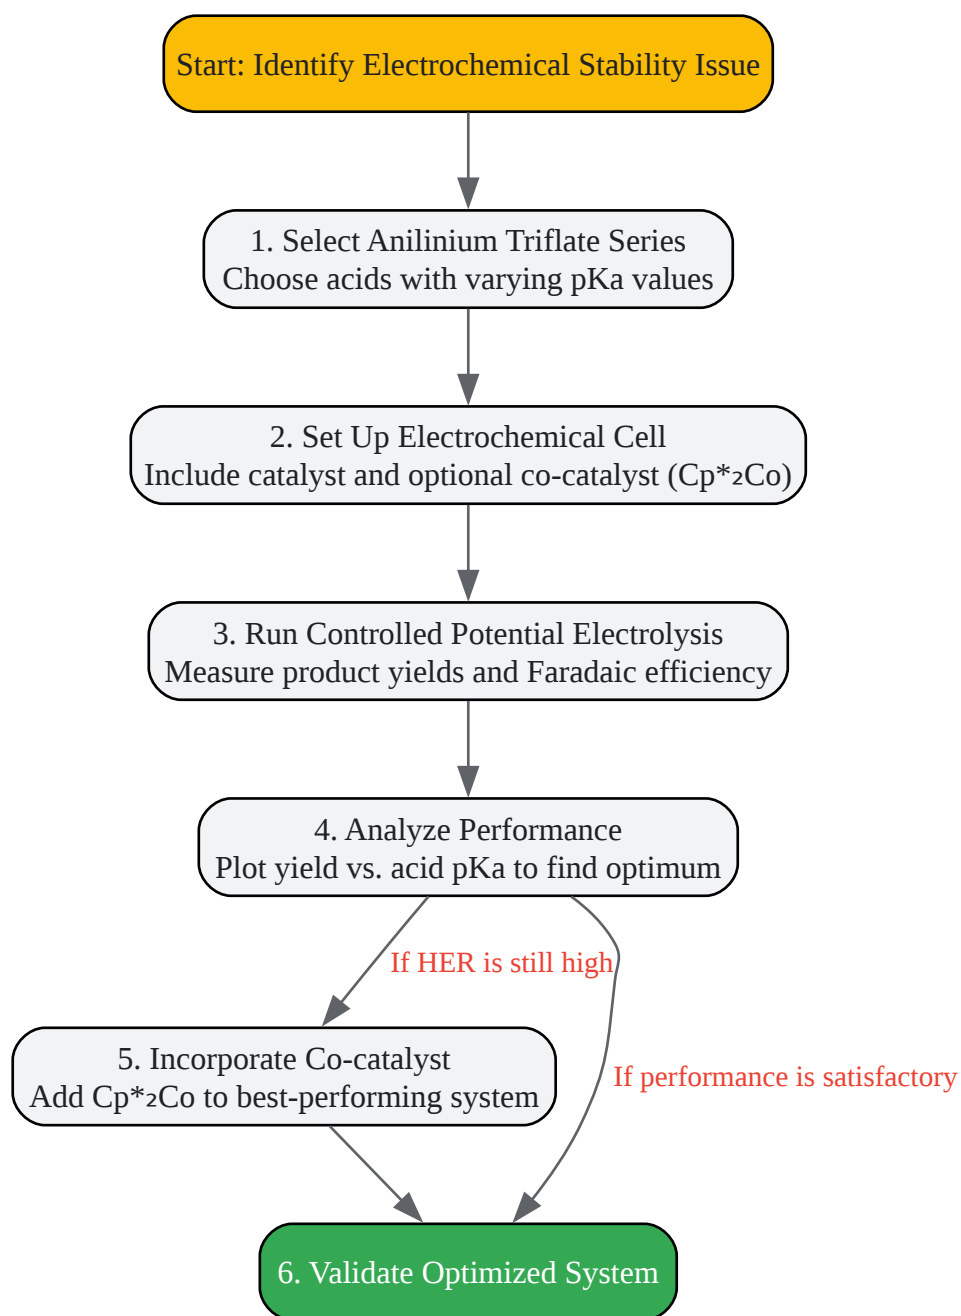 Start: Identify Electrochemical Stability Issue
1. Select Anilinium Triflate Series
Choose acids with varying pKa values
2. Set Up Electrochemical Cell
Include catalyst and optional co-catalyst (Cp*₂Co)
3. Run Controlled Potential Electrolysis
Measure product yields and Faradaic efficiency
4. Analyze Performance
Plot yield vs. acid pKa to find optimum
If HER is still high
5. Incorporate Co-catalyst
Add Cp*₂Co to best-performing system
If performance is satisfactory
6. Validate Optimized System